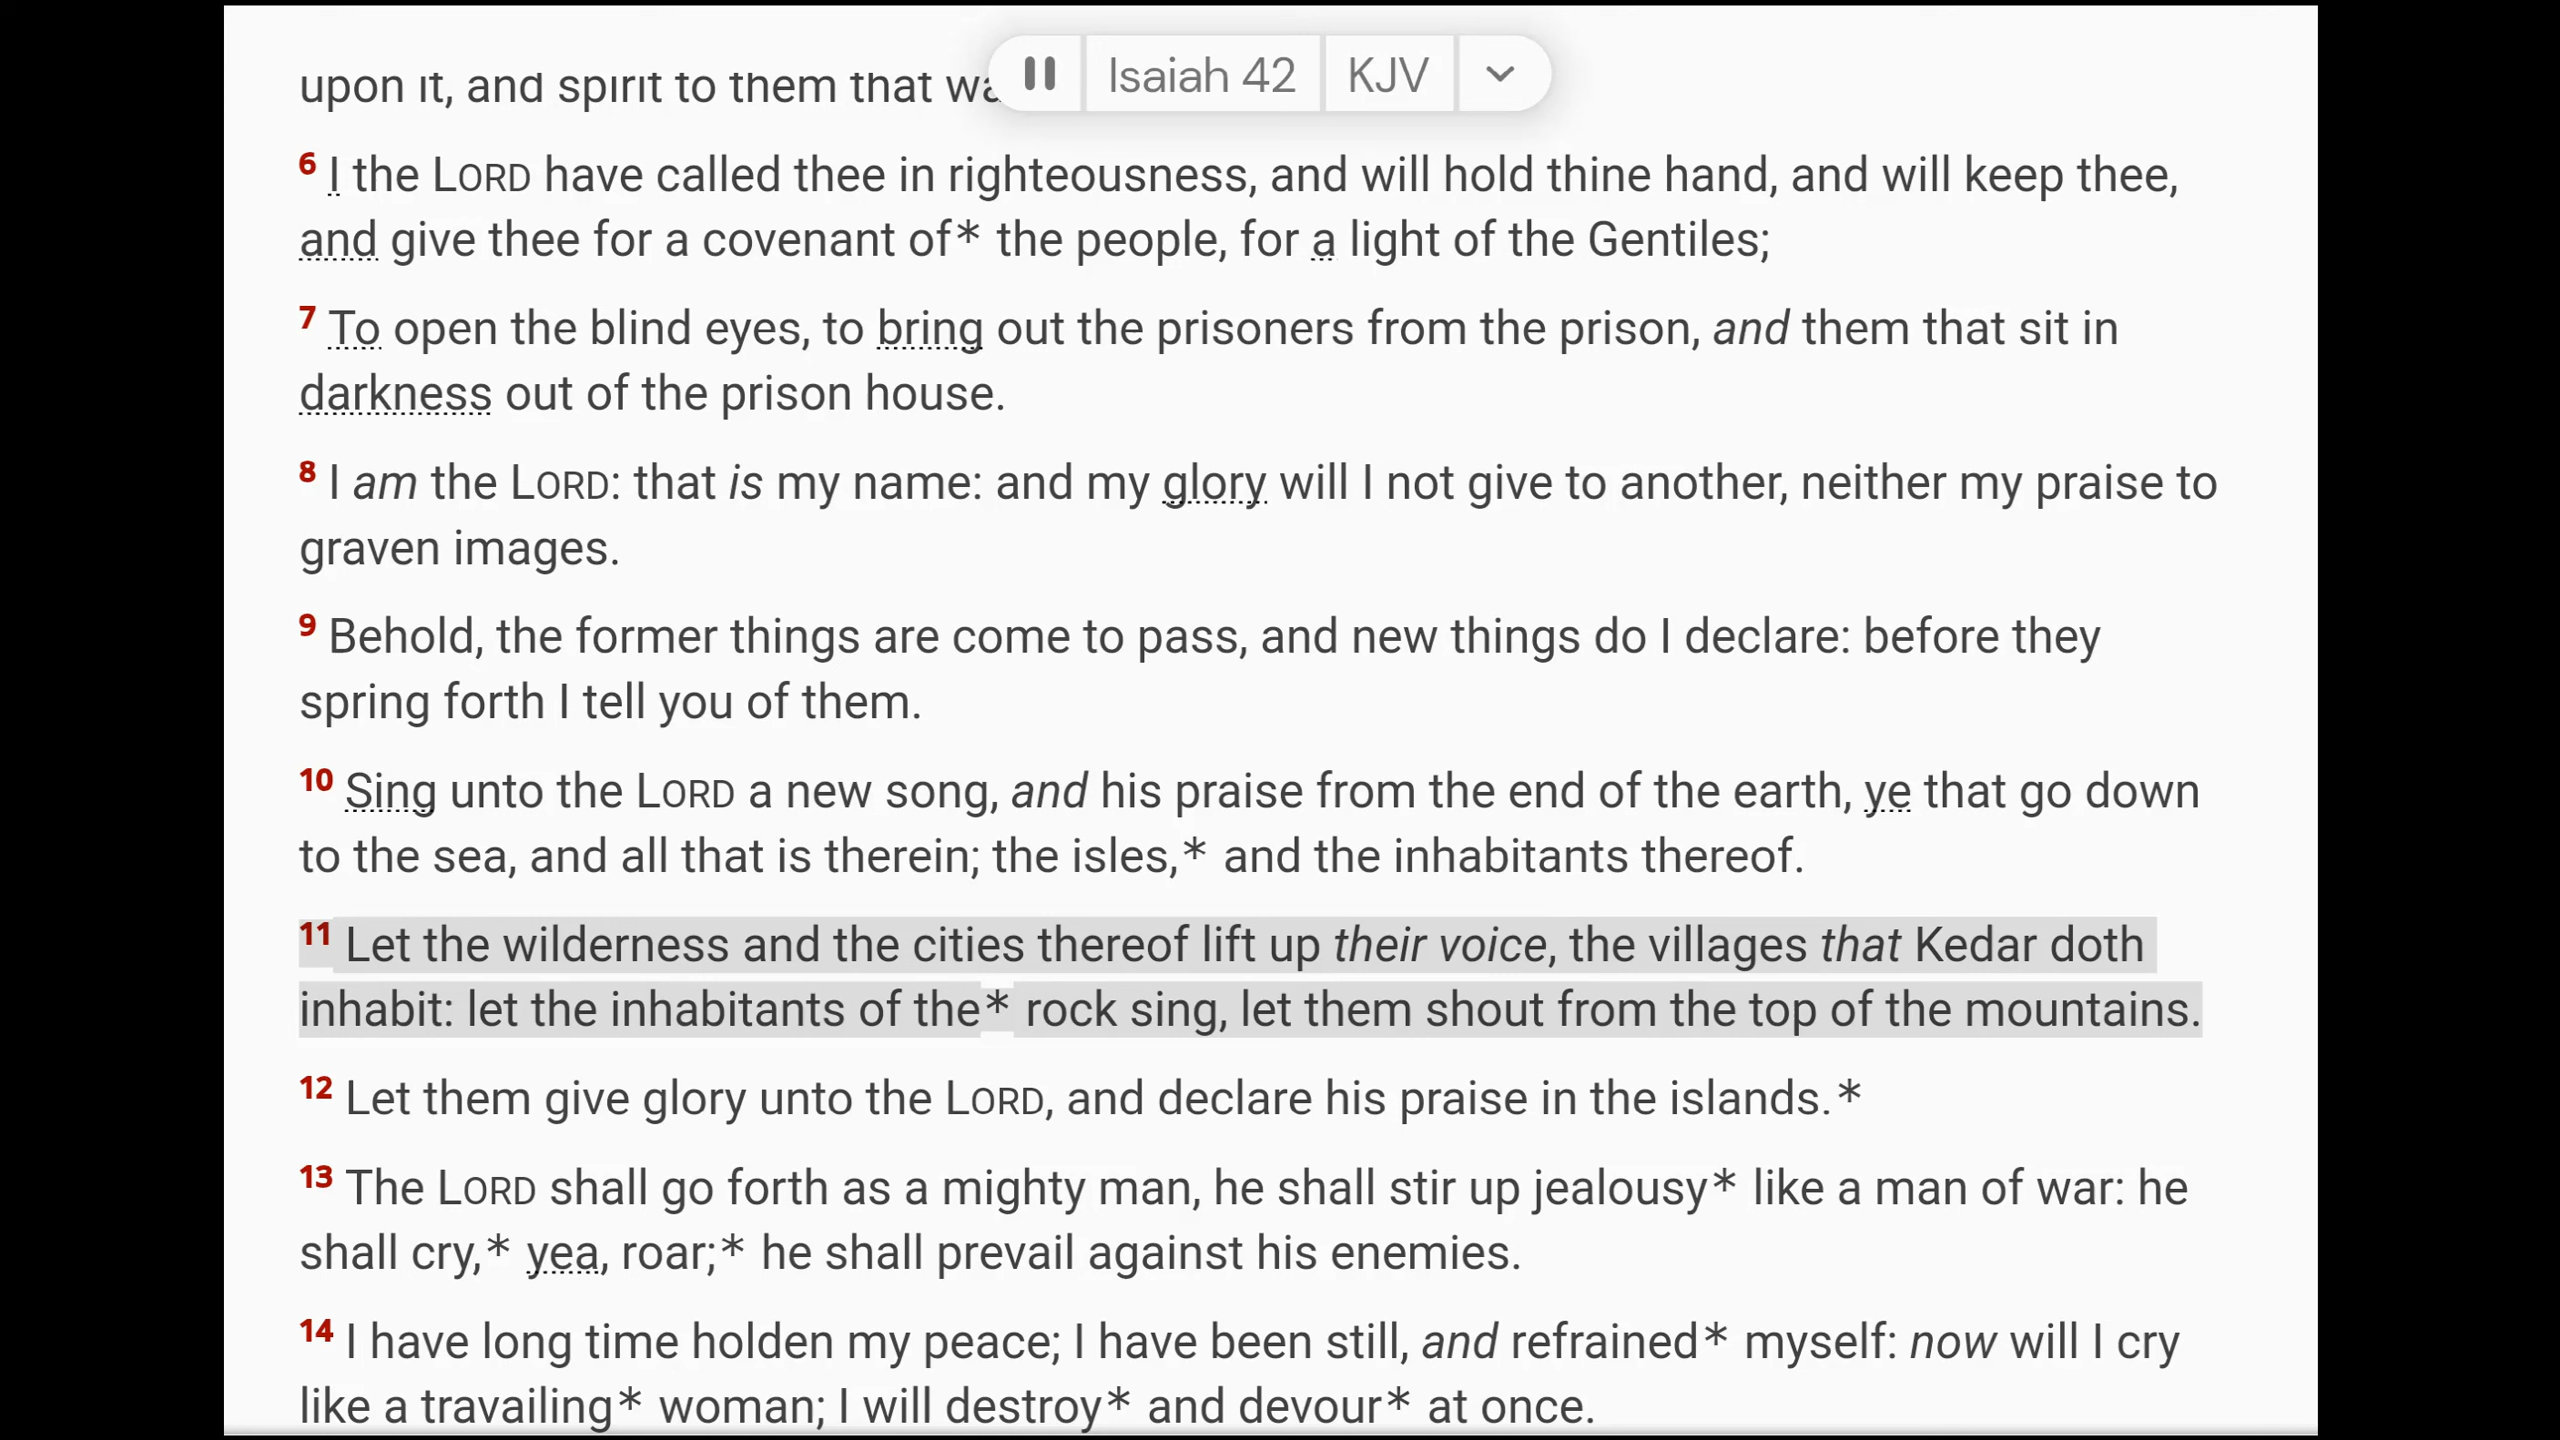 Isaiah 42 KJV
upon it, and spirit to them that
6 I the LORD have called thee in righteousness, and will hold thine hand, and will keep thee,
and give thee for a covenant of* the people, for a light of the Gentiles;
7 To open the blind eyes, to bring out the prisoners from the prison, and them that sit in
darkness out of the prison house.
8 I am the LORD: that is my name: and my glory will I not give to another, neither my praise to
graven images.
9 Behold, the former things are come to pass, and new things do I declare: before they
spring forth I tell you of them.
10 Sing unto the LORD a new song, and his praise from the end of the earth, ye that go down
to the sea, and all that is therein; the isles,* and the inhabitants thereof.
11 Let the wilderness and the cities thereof lift up their voice, the villages that Kedar doth
inhabit: let the inhabitants of the* rock sing, let them shout from the top of the mountains.
12 Let them give glory unto the LORD, and declare his praise in the islands.*
13 The LORD shall go forth as a mighty man, he shall stir up jealousy* like a man of war: he
shall cry,* yea, roar;* he shall prevail against his enemies.
14 I have long time holden my peace; I have been still, and refrained* myself: now will I cry
like a travailing* woman; I will destroy* and devour* at once.